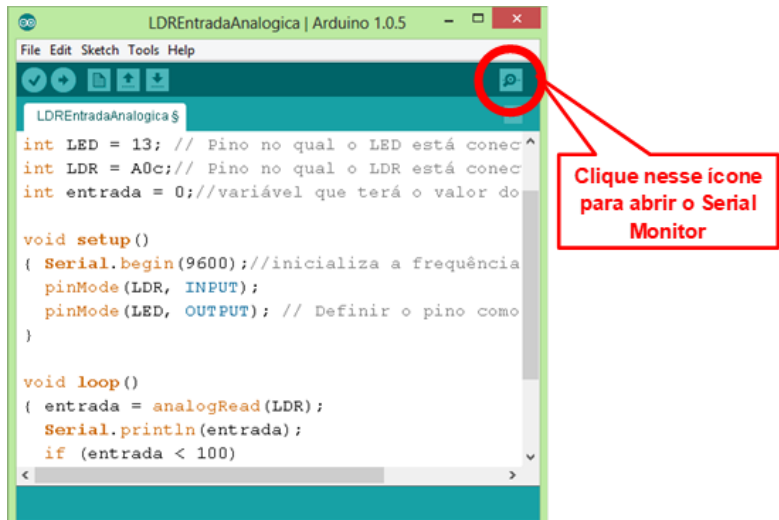 LDREntradaAnalogica | Arduino 1.0.5
File Edit Sketch Tools Help
LDREntradaAnalogica §
int LED = 13; // Pino no qual o LED está conec
int LDR = A0c;// Pino no qual o LDR está conec
int entrada = 0;//variável que terá o valor do
void setup()
{ Serial.begin(9600);//inicializa a frequência
pinMode(LDR, INPUT);
pinMode(LED, OUTPUT); // Definir o pino como
}
void loop()
{ entrada = analogRead(LDR);
Serial.println(entrada);
if (entrada < 100)
Clique nesse ícone
para abrir o Serial
Monitor